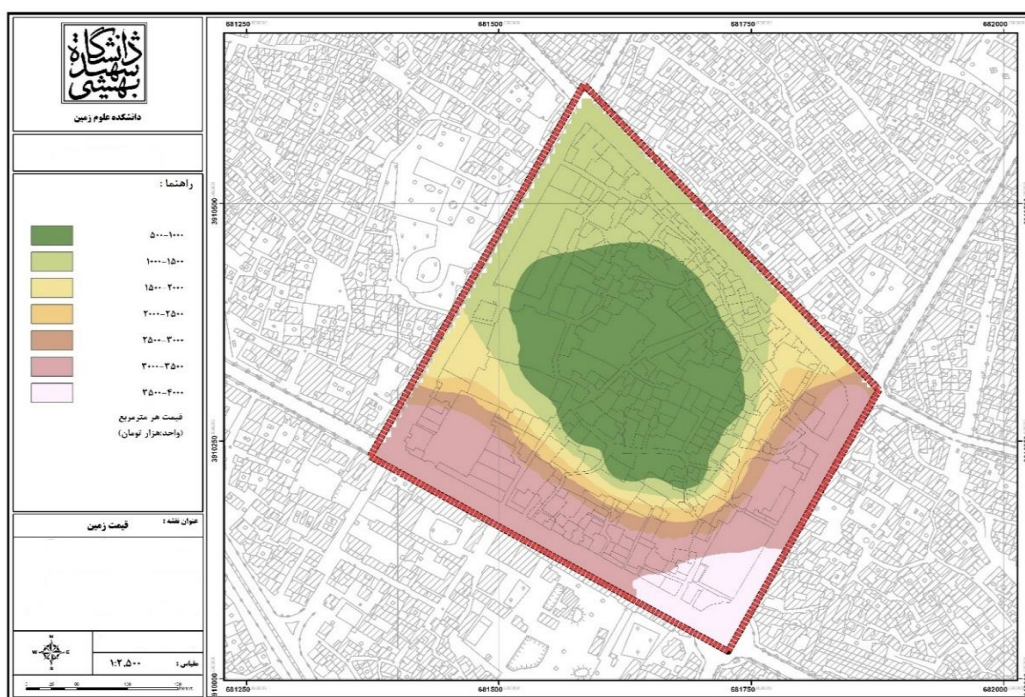 دانشگاه
شهید
بهشتی
دانشکده علوم زمین
راهنما :
۵۰۰-۱۰۰۰
۱۰۰۰-۱۵۰۰
۱۵۰۰-۲۰۰۰
۲۰۰۰-۲۵۰۰
۲۵۰۰-۳۰۰۰
۳۰۰۰-۳۵۰۰
۳۵۰۰-۴۰۰۰
قیمت هر مترمربع
(واحد:هزار تومان)
عنوان نقشه : قیمت زمین
N
W E
S
مقیاس : ۱:۲.۵۰۰
681250 681500 681750 682000
3910500
3910250
3910000
681250 681500 681750 682000